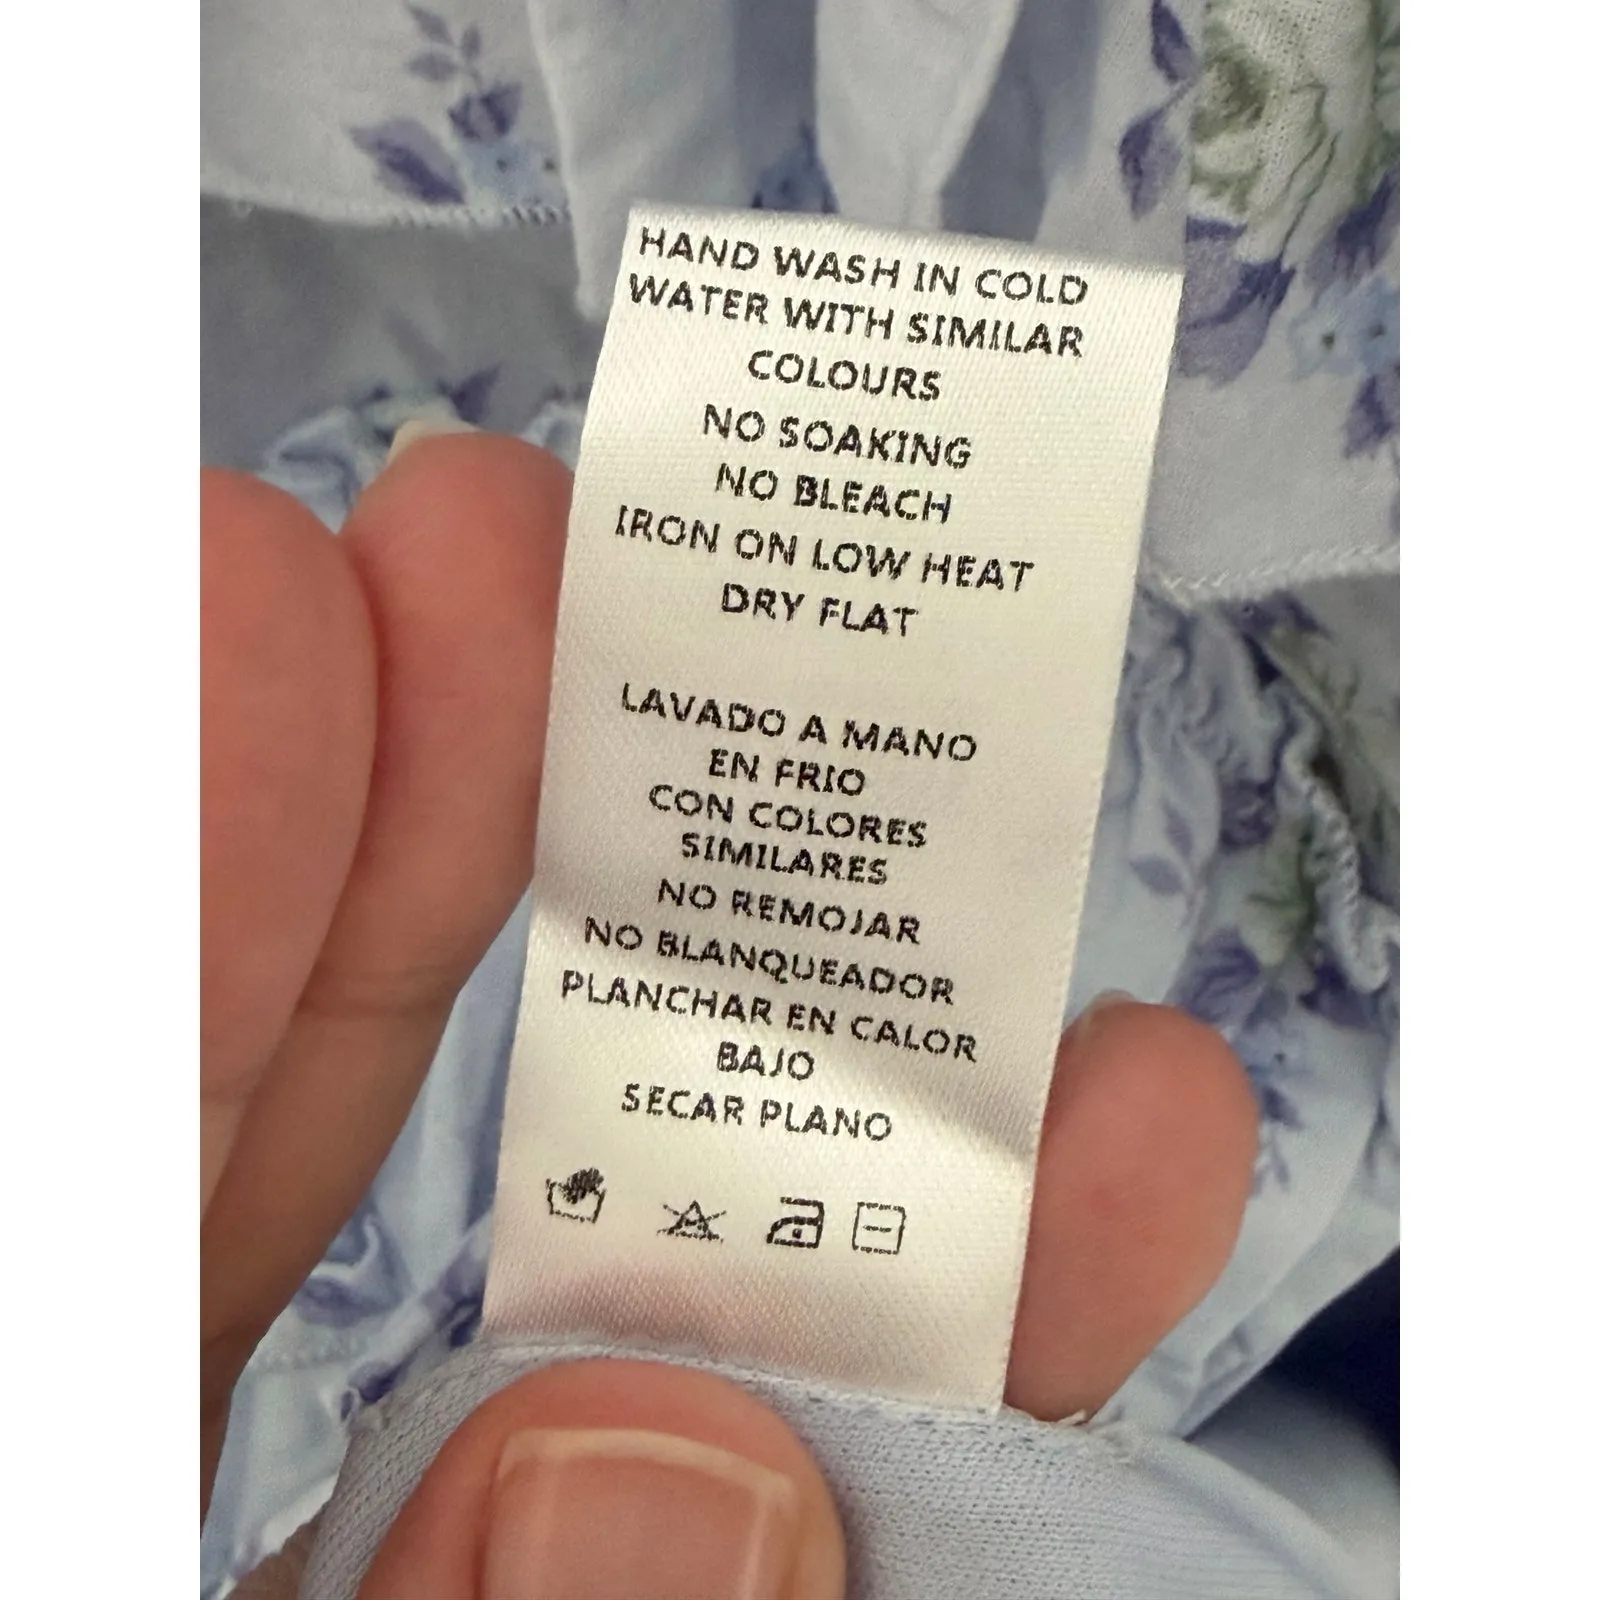 HAND WASH IN COLD
WATER WITH SIMILAR
COLOURS
NO SOAKING
NO BLEACH
IRON ON LOW HEAT
DRY FLAT
LAVADO A MANO
EN FRIO
CON COLORES
SIMILARES
NO REMOJAR
NO BLANQUEADOR
PLANCHAR EN CALOR
BAJO
SECAR PLANO